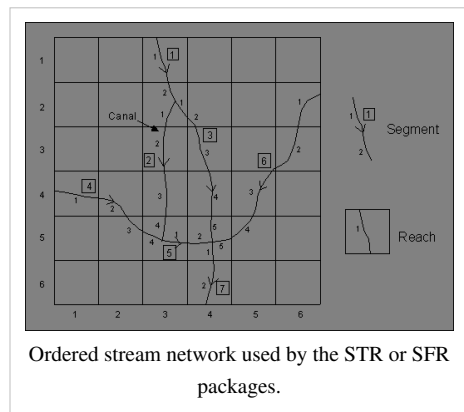 1 1 1
2 2 1 1 2 1
1 1
2 Segment
Canal
3 2 3 3 2
2 6
4 4 1 2 3 4 3
5 3 4 4 1 2 5 5 4
5 1
1 Reach
6 2 7
1 2 3 4 5 6
Ordered stream network used by the STR or SFR
packages.